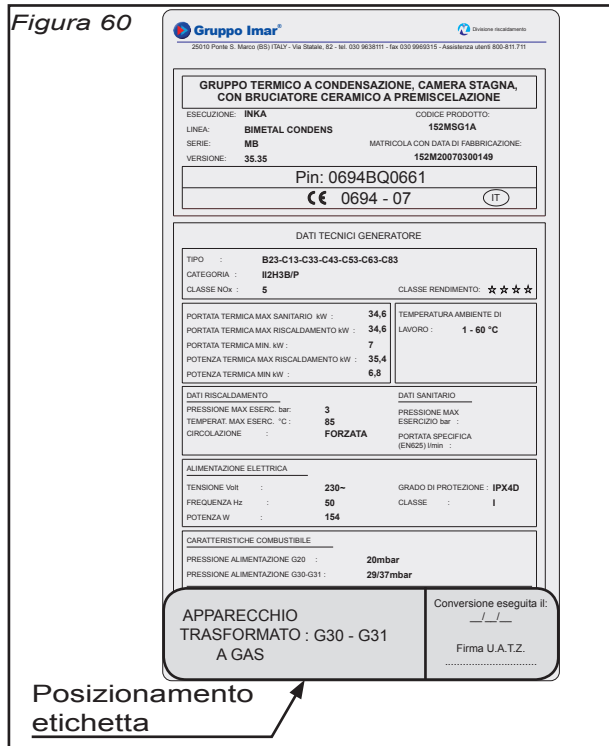 Figura 60
Gruppo Imar®
Divisione riscaldamento
25010 Ponte S. Marco (BS) ITALY - Via Statale, 82 - tel. 030 9638111 - fax 030 9969315 - Assistenza utenti 800-811.711
GRUPPO TERMICO A CONDENSAZIONE, CAMERA STAGNA,
CON BRUCIATORE CERAMICO A PREMISCELAZIONE
ESECUZIONE: INKA
CODICE PRODOTTO:
LINEA: BIMETAL CONDENS
152MSG1A
SERIE: MB
MATRICOLA CON DATA DI FABBRICAZIONE:
VERSIONE: 35.35
152M20070300149
Pin: 0694BQ0661
CE 0694 - 07 IT
DATI TECNICI GENERATORE
TIPO : B23-C13-C33-C43-C53-C63-C83
CATEGORIA : II2H3B/P
CLASSE NOx : 5
CLASSE RENDIMENTO: ☆☆☆☆
PORTATA TERMICA MAX SANITARIO kW : 34,6
PORTATA TERMICA MAX RISCALDAMENTO kW : 34,6
PORTATA TERMICA MIN. kW : 7
POTENZA TERMICA MAX RISCALDAMENTO kW : 35,4
POTENZA TERMICA MIN kW : 6,8
TEMPERATURA AMBIENTE DI
LAVORO : 1 - 60 °C
DATI RISCALDAMENTO
PRESSIONE MAX ESERC. bar: 3
TEMPERAT. MAX ESERC. °C : 85
CIRCOLAZIONE : FORZATA
DATI SANITARIO
PRESSIONE MAX
ESERCIZIO bar :
PORTATA SPECIFICA
(EN625) l/min :
ALIMENTAZIONE ELETTRICA
TENSIONE Volt : 230~
GRADO DI PROTEZIONE : IPX4D
FREQUENZA Hz : 50
CLASSE : I
POTENZA W : 154
CARATTERISTICHE COMBUSTIBILE
PRESSIONE ALIMENTAZIONE G20 : 20mbar
PRESSIONE ALIMENTAZIONE G30-G31 : 29/37mbar
APPARECCHIO
TRASFORMATO : G30 - G31
A GAS
Conversione eseguita il:
__/__/__
Firma U.A.T.Z.
...............................
Posizionamento
etichetta